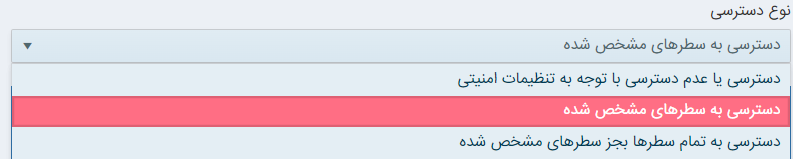 نوع دسترسی
دسترسی به سطرهای مشخص شده
دسترسی یا عدم دسترسی با توجه به تنظیمات امنیتی
دسترسی به سطرهای مشخص شده
دسترسی به تمام سطرها بجز سطرهای مشخص شده